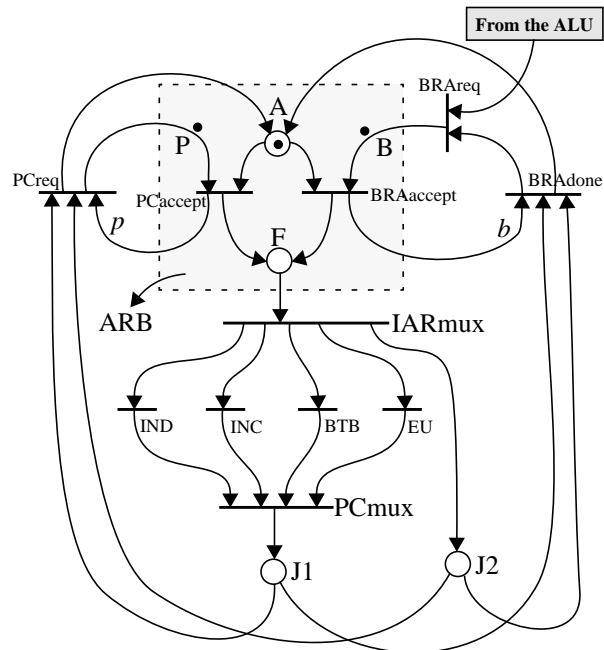 From the ALU
BRAreq
A
P
B
PCreq
BRAdone
PCaccept
BRAaccept
p
b
F
ARB
IARmux
IND
INC
BTB
EU
PCmux
J1
J2